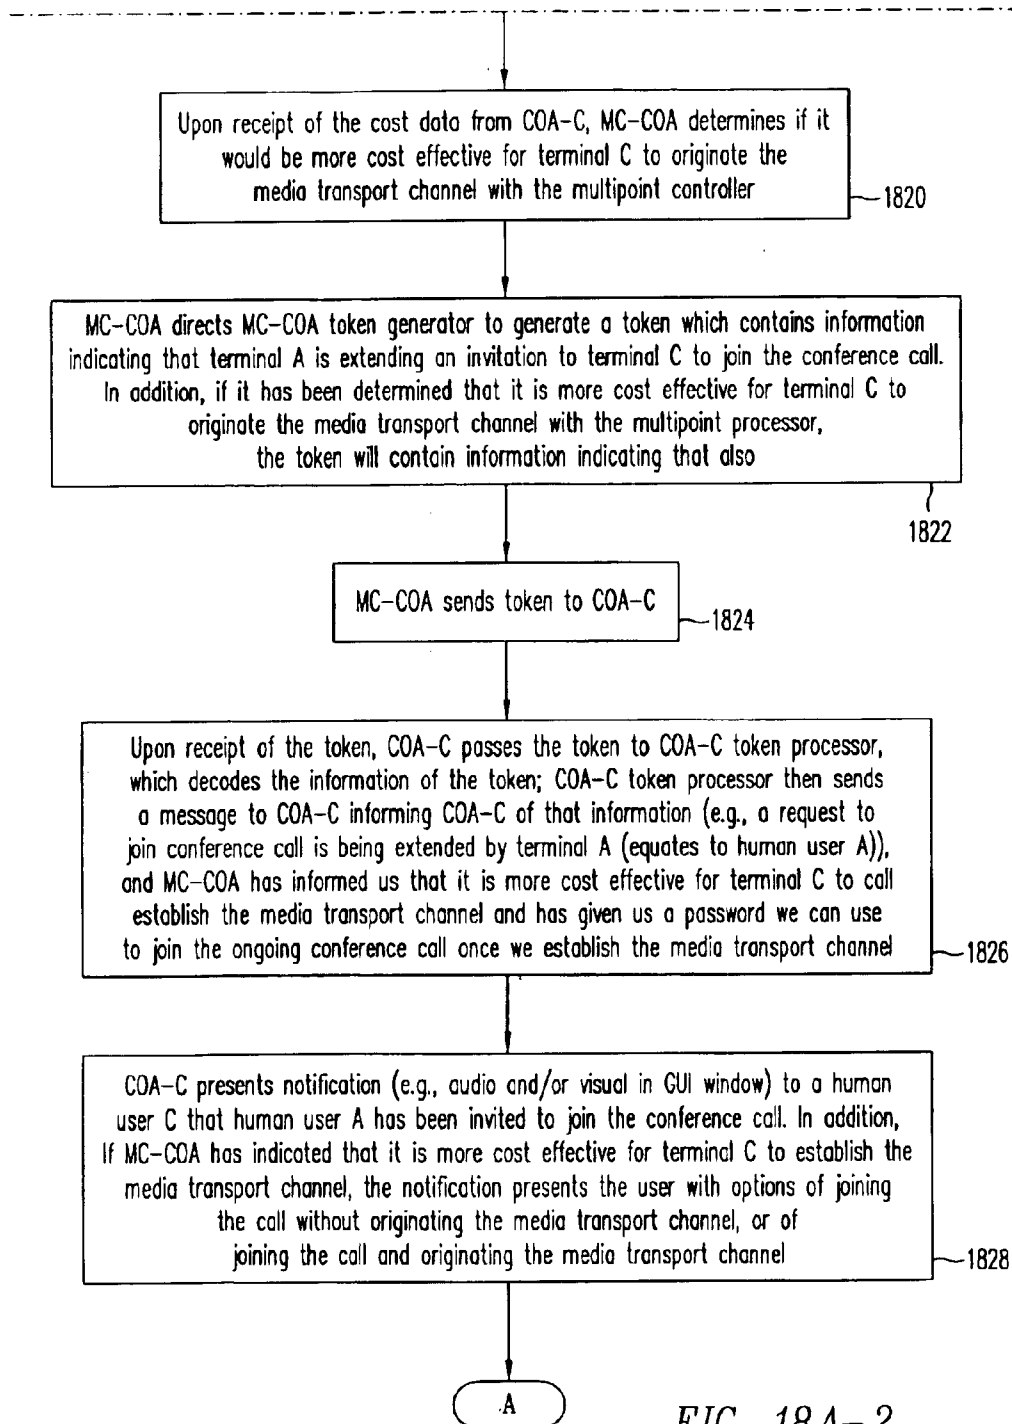 Upon receipt of the cost data from COA-C, MC-COA determines if it
would be more cost effective for terminal C to originate the
media transport channel with the multipoint controller
1820
MC-COA directs MC-COA token generator to generate a token which contains information
indicating that terminal A is extending an invitation to terminal C to join the conference call.
In addition, if it has been determined that it is more cost effective for terminal C to
originate the media transport channel with the multipoint processor,
the token will contain information indicating that also
1822
MC-COA sends token to COA-C
1824
Upon receipt of the token, COA-C passes the token to COA-C token processor,
which decodes the information of the token; COA-C token processor then sends
a message to COA-C informing COA-C of that information (e.g., a request to
join conference call is being extended by terminal A (equates to human user A)),
and MC-COA has informed us that it is more cost effective for terminal C to call
establish the media transport channel and has given us a password we can use
to join the ongoing conference call once we establish the media transport channel
1826
COA-C presents notification (e.g., audio and/or visual in GUI window) to a human
user C that human user A has been invited to join the conference call. In addition,
If MC-COA has indicated that it is more cost effective for terminal C to establish the
media transport channel, the notification presents the user with options of joining
the call without originating the media transport channel, or of
joining the call and originating the media transport channel
1828
A
FIG. 18A-2